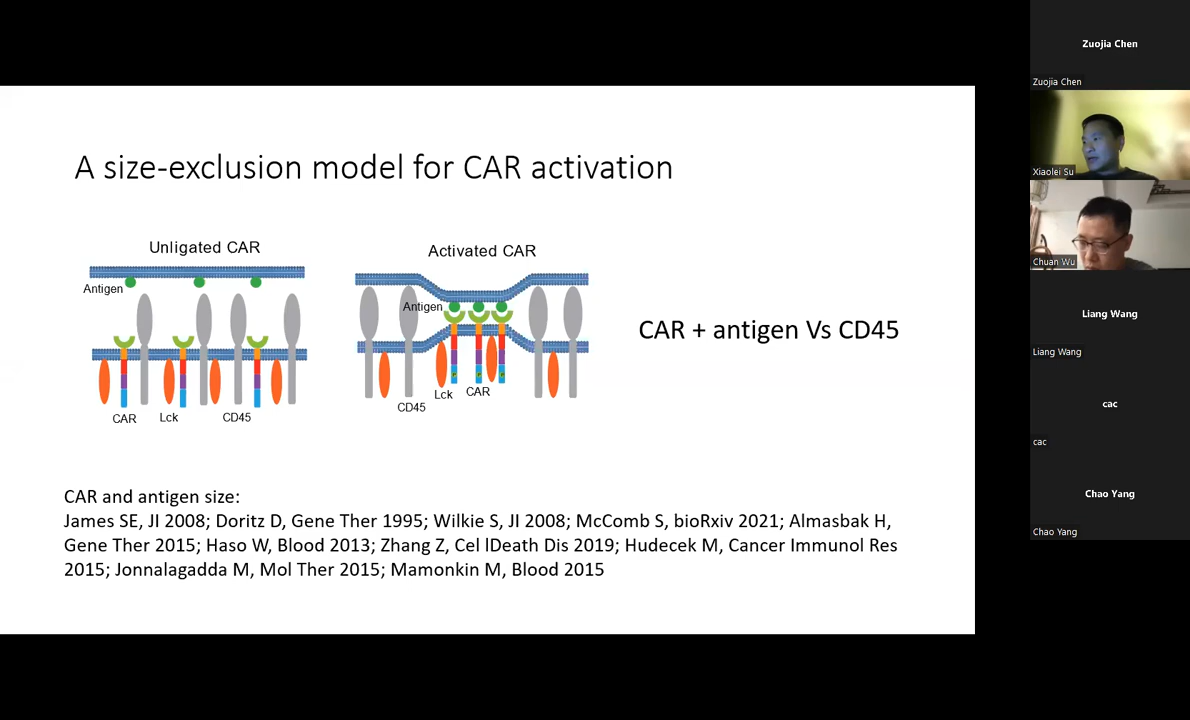 A size-exclusion model for CAR activation
Unligated CAR
Antigen
CAR
Lck
CD45
Activated CAR
Antigen
Lck
CAR
CD45
CAR + antigen Vs CD45
CAR and antigen size:
James SE, JI 2008; Doritz D, Gene Ther 1995; Wilkie S, JI 2008; McComb S, bioRxiv 2021; Almasbak H,
Gene Ther 2015; Haso W, Blood 2013; Zhang Z, Cel lDeath Dis 2019; Hudecek M, Cancer Immunol Res
2015; Jonnalagadda M, Mol Ther 2015; Mamonkin M, Blood 2015
Zuojia Chen
Zuojia Chen
Xiaolei Su
Chuan Wu
Liang Wang
Liang Wang
cac
cac
Chao Yang
Chao Yang